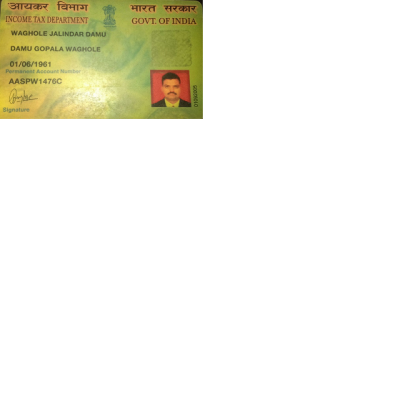 आयकर विभाग भारत सरकार
INCOME TAX DEPARTMENT GOVT. OF INDIA
WAGHOLE JALINDAR DAMU
DAMU GOPALA WAGHOLE
01/06/1961
Permanent Account Number
AASPW1476C
Signature